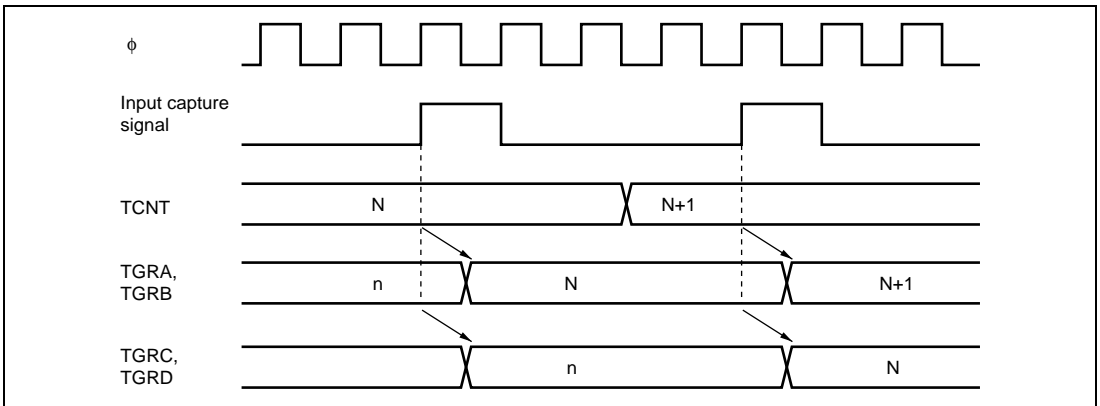 ϕ
Input capture
signal
TCNT
N
N+1
TGRA,
TGRB
n
N
N+1
TGRC,
TGRD
n
N